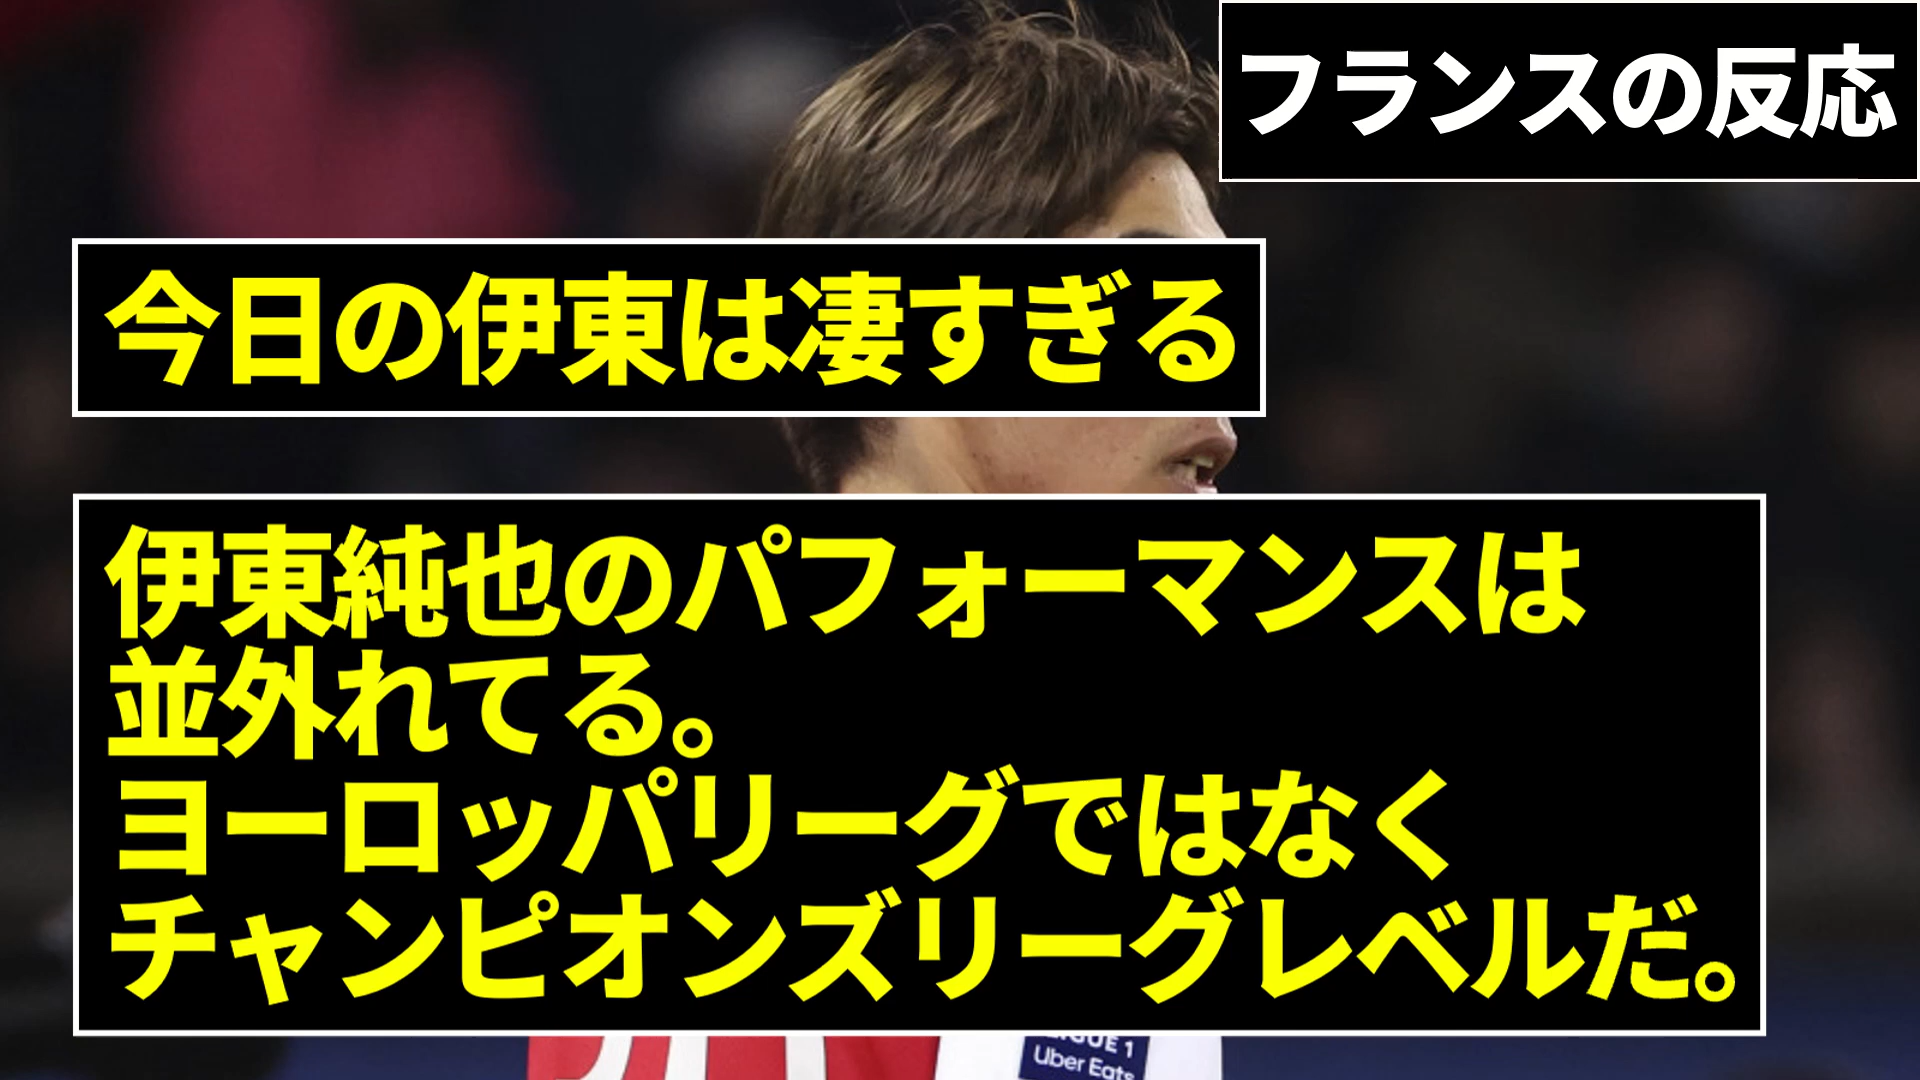 フランスの反応
今日の伊東は凄すぎる
伊東純也のパフォーマンスは
並外れてる。
ヨーロッパリーグではなく
チャンピオンズリーグレベルだ。
LIGUE 1
Uber Eats